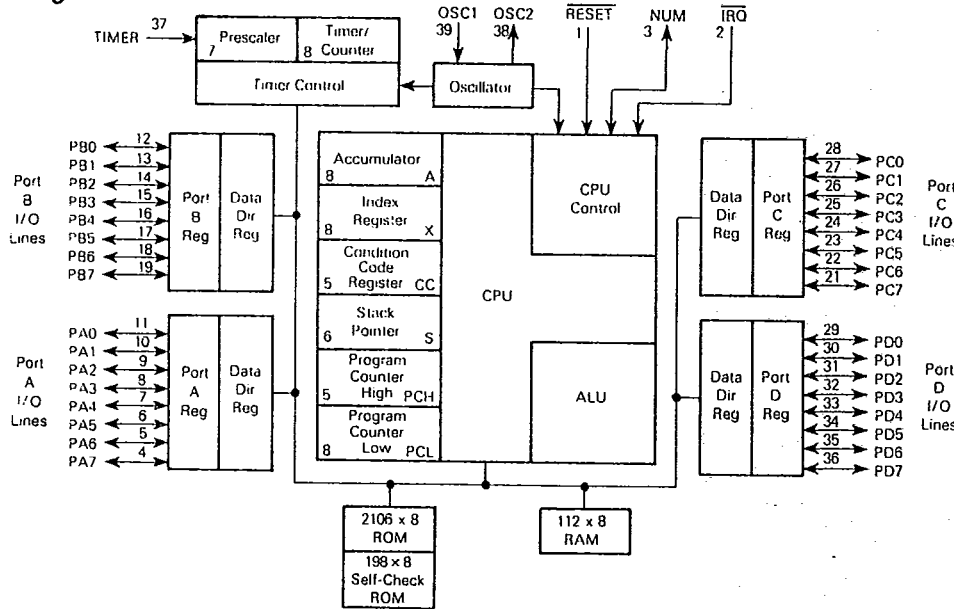 TIMER
37
Prescaler
7
Timer/
Counter
8
Timer Control
OSC1
39
OSC2
38
Oscillator
RESET
1
NUM
3
IRQ
2
Port
B
I/O
Lines
PB0 12
PB1 13
PB2 14
PB3 15
PB4 16
PB5 17
PB6 18
PB7 19
Port
B
Reg
Data
Dir
Reg
Accumulator
8 A
Index
Register
8 X
Condition
Code
Register
5 CC
Stack
Pointer
6 S
Program
Counter
High
5 PCH
Program
Counter
Low
8 PCL
CPU
CPU
Control
ALU
Data
Dir
Reg
Port
C
Reg
28 PC0
27 PC1
26 PC2
25 PC3
24 PC4
23 PC5
22 PC6
21 PC7
Port
C
I/O
Lines
Port
A
I/O
Lines
PA0 11
PA1 10
PA2 9
PA3 8
PA4 7
PA5 6
PA6 5
PA7 4
Port
A
Reg
Data
Dir
Reg
Data
Dir
Reg
Port
D
Reg
29 PD0
30 PD1
31 PD2
32 PD3
33 PD4
34 PD5
35 PD6
36 PD7
Port
D
I/O
Lines
2106 x 8
ROM
198 x 8
Self-Check
ROM
112 x 8
RAM